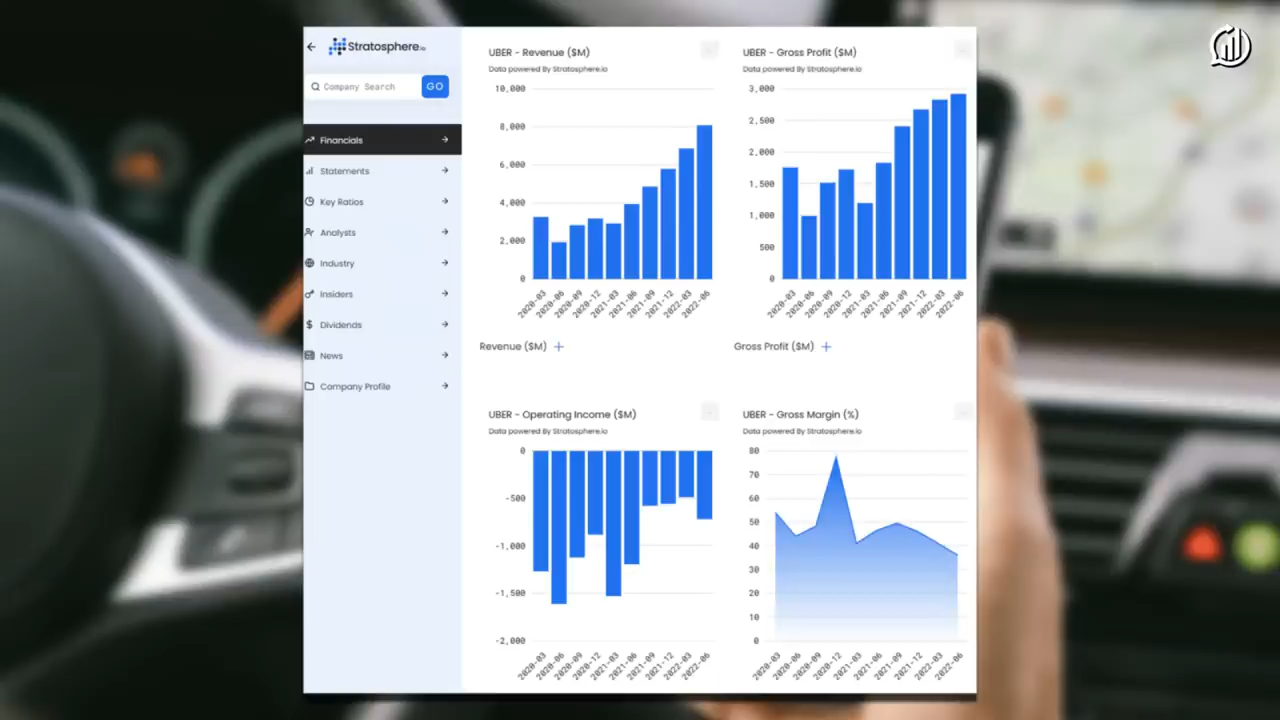 Stratosphere.io
Company Search
GO
Financials
Statements
Key Ratios
Analysts
Industry
Insiders
Dividends
News
Company Profile
UBER - Revenue ($M)
Data powered By Stratosphere.io
10,000
8,000
6,000
4,000
2,000
0
2020-03 2020-06 2020-09 2020-12 2021-03 2021-06 2021-09 2021-12 2022-03 2022-06
Revenue ($M) +
UBER - Gross Profit ($M)
Data powered By Stratosphere.io
3,000
2,500
2,000
1,500
1,000
500
0
2020-03 2020-06 2020-09 2020-12 2021-03 2021-06 2021-09 2021-12 2022-03 2022-06
Gross Profit ($M) +
UBER - Operating Income ($M)
Data powered By Stratosphere.io
0
-500
-1,000
-1,500
-2,000
2020-03 2020-06 2020-09 2020-12 2021-03 2021-06 2021-09 2021-12 2022-03 2022-06
UBER - Gross Margin (%)
Data powered By Stratosphere.io
80
70
60
50
40
30
20
10
0
2020-03 2020-06 2020-09 2020-12 2021-03 2021-06 2021-09 2021-12 2022-03 2022-06